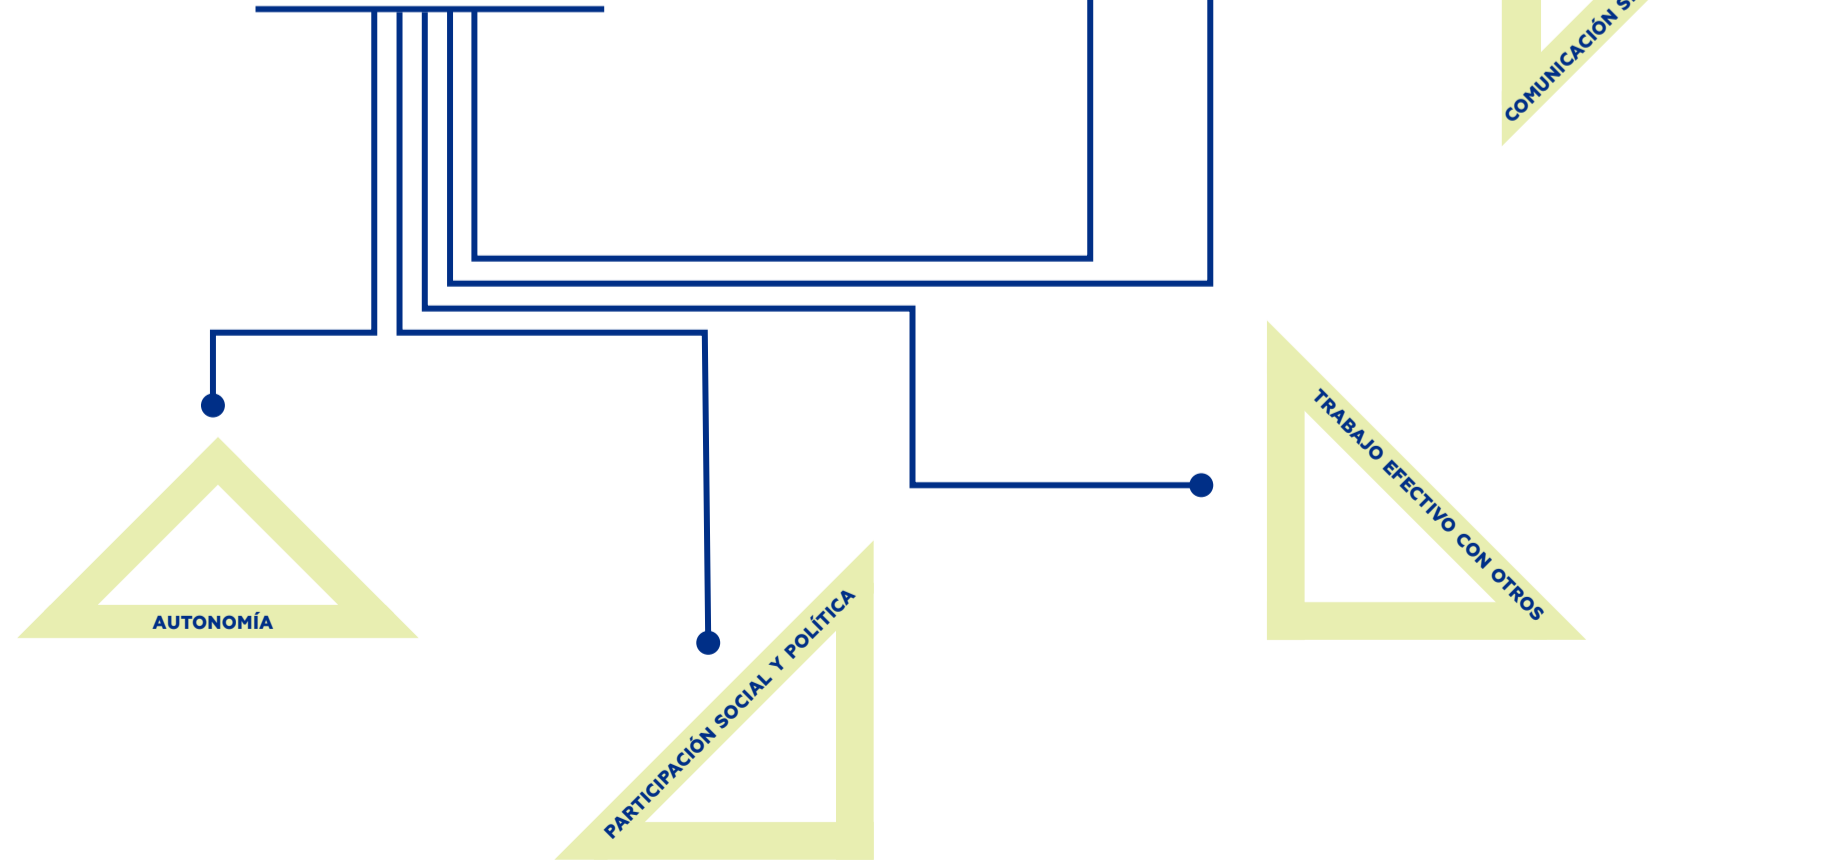 COMUNICACIÓN
TRABAJO EFECTIVO CON OTROS
AUTONOMÍA
PARTICIPACIÓN SOCIAL Y POLÍTICA